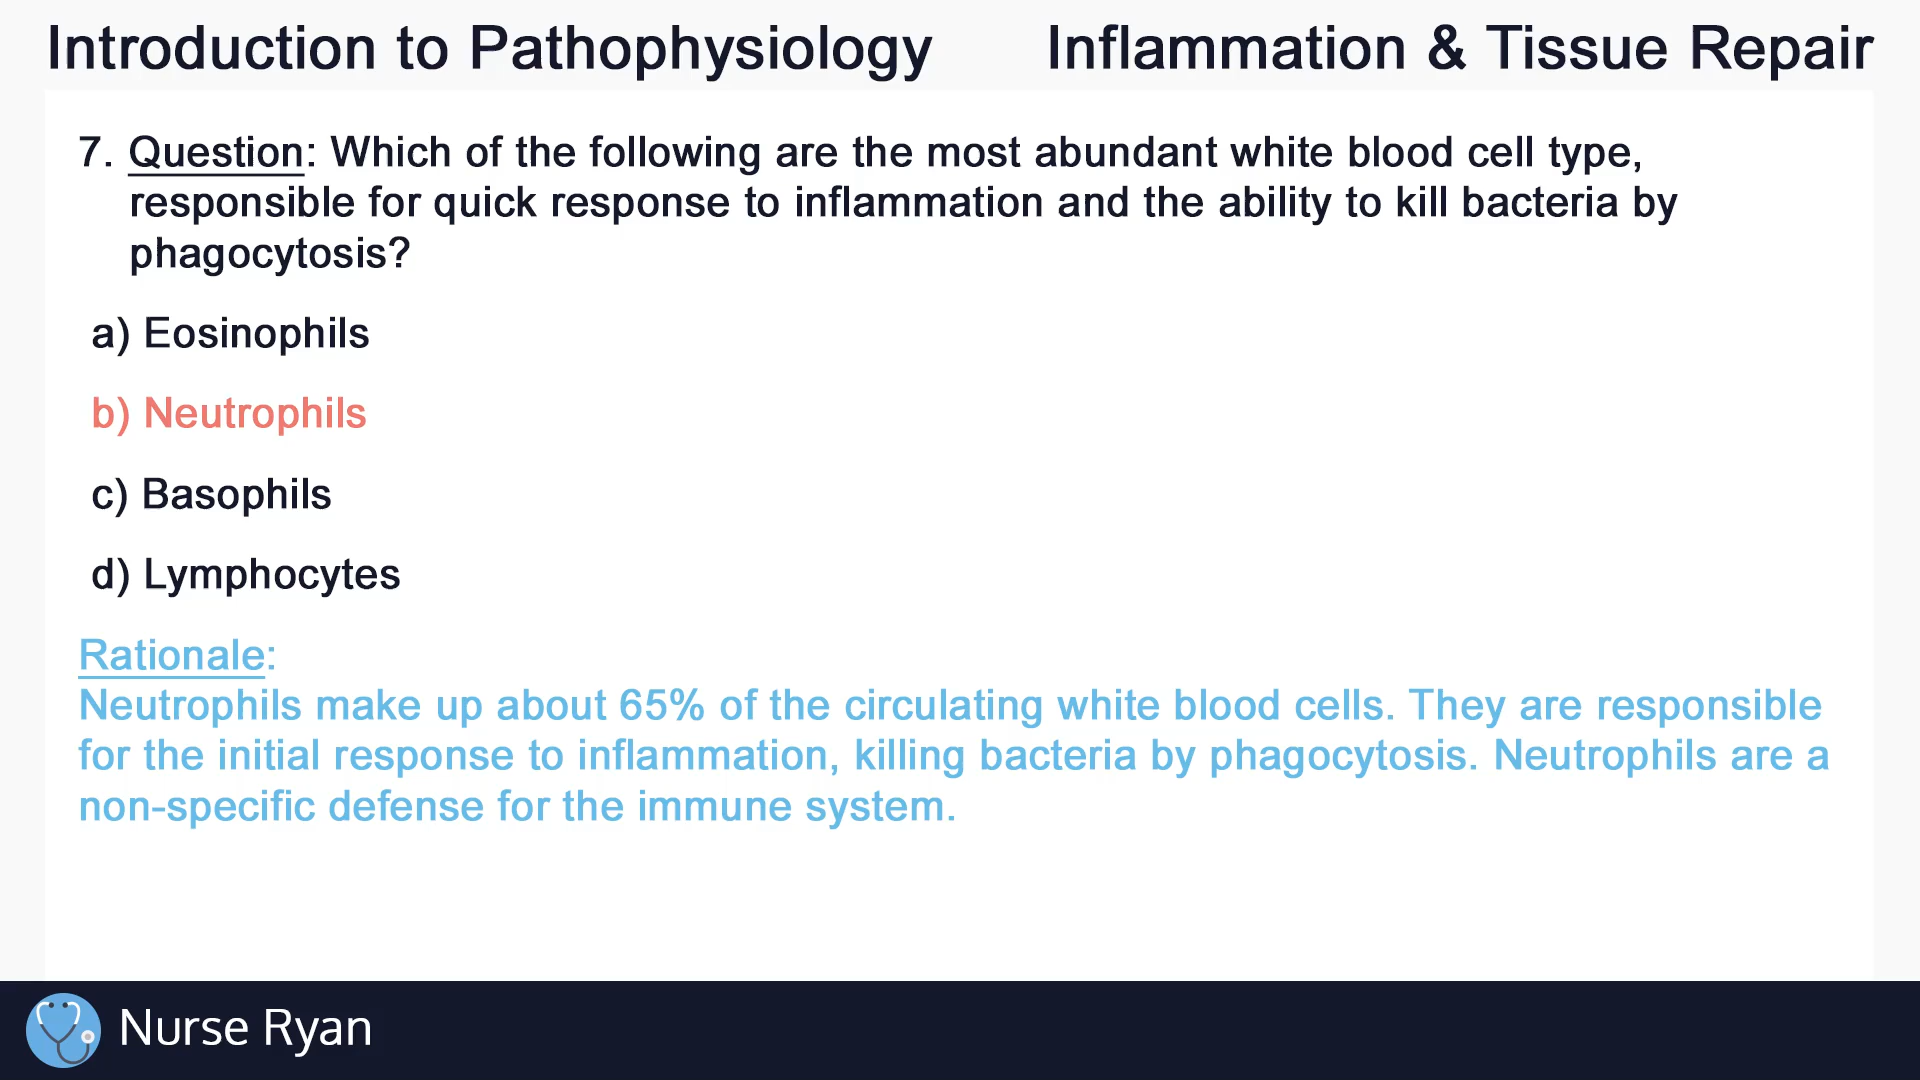 Introduction to Pathophysiology Inflammation & Tissue Repair
7. Question: Which of the following are the most abundant white blood cell type,
responsible for quick response to inflammation and the ability to kill bacteria by
phagocytosis?
a) Eosinophils
b) Neutrophils
c) Basophils
d) Lymphocytes
Rationale:
Neutrophils make up about 65% of the circulating white blood cells. They are responsible
for the initial response to inflammation, killing bacteria by phagocytosis. Neutrophils are a
non-specific defense for the immune system.
Nurse Ryan